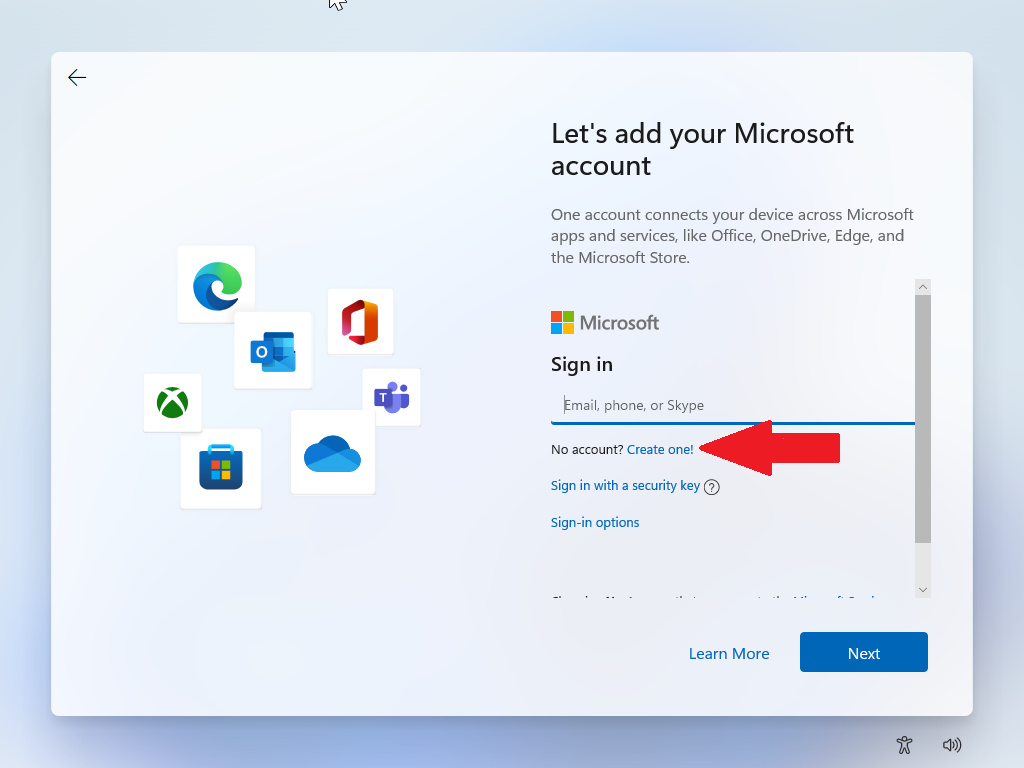 Let's add your Microsoft
account
One account connects your device across Microsoft
apps and services, like Office, OneDrive, Edge, and
the Microsoft Store.
Microsoft
Sign in
Email, phone, or Skype
No account? Create one!
Sign in with a security key ?
Sign-in options
Learn More
Next
O
T